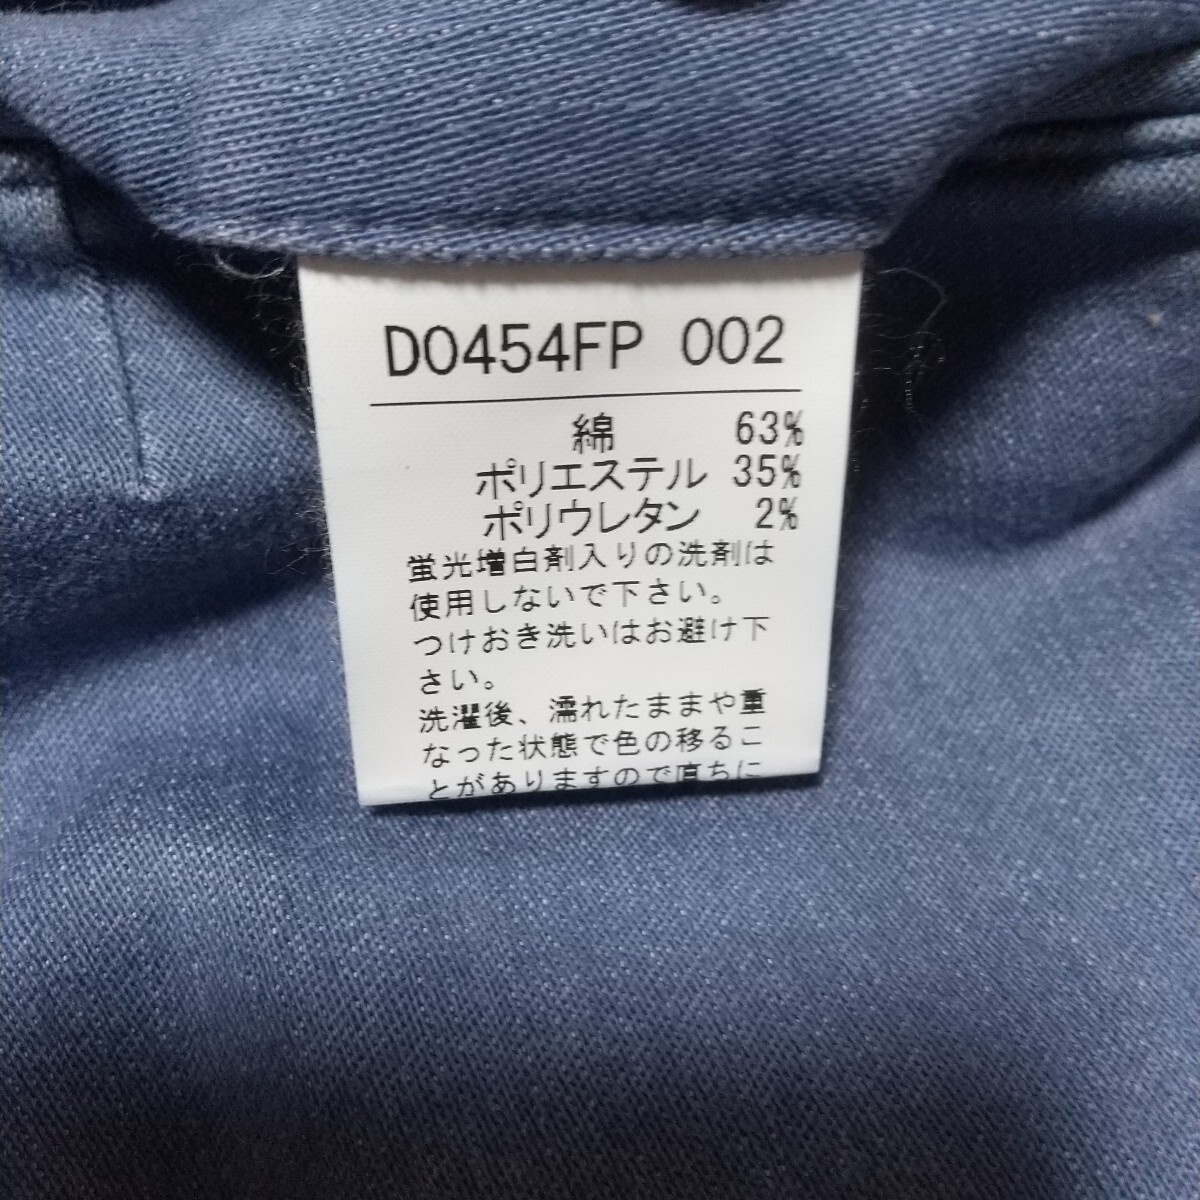 D0454FP 002
綿 63%
ポリエステル 35%
ポリウレタン 2%
蛍光増白剤入りの洗剤は
使用しないで下さい。
つけおき洗いはお避け下
さい。
洗濯後、濡れたままや重
なった状態で色の移るこ
とがありますので直ちに